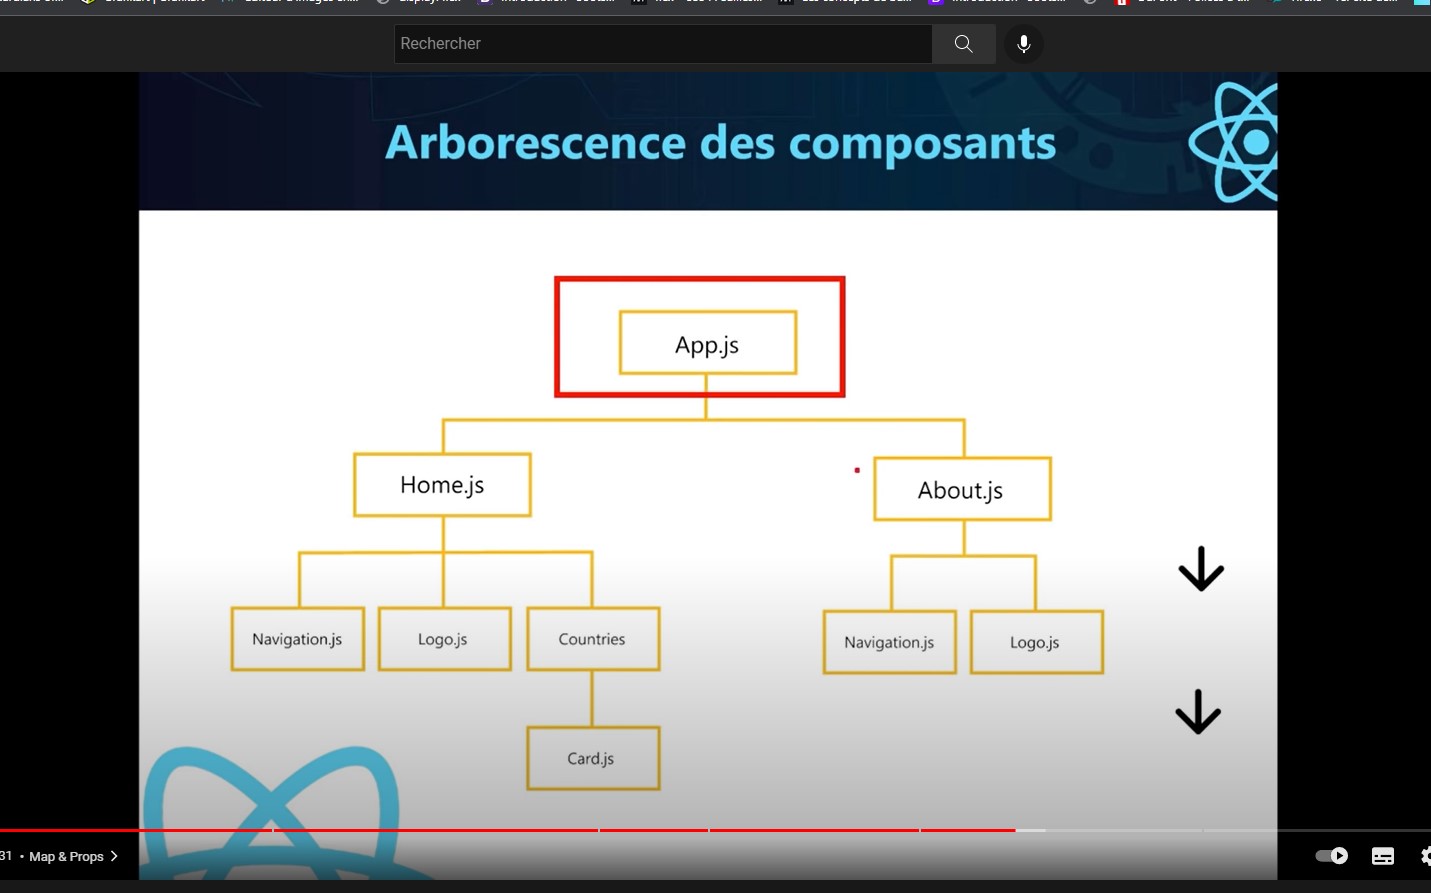 Rechercher
Arborescence des composants
App.js
Home.js
About.js
Navigation.js
Logo.js
Countries
Navigation.js
Logo.js
Card.js
31 • Map & Props